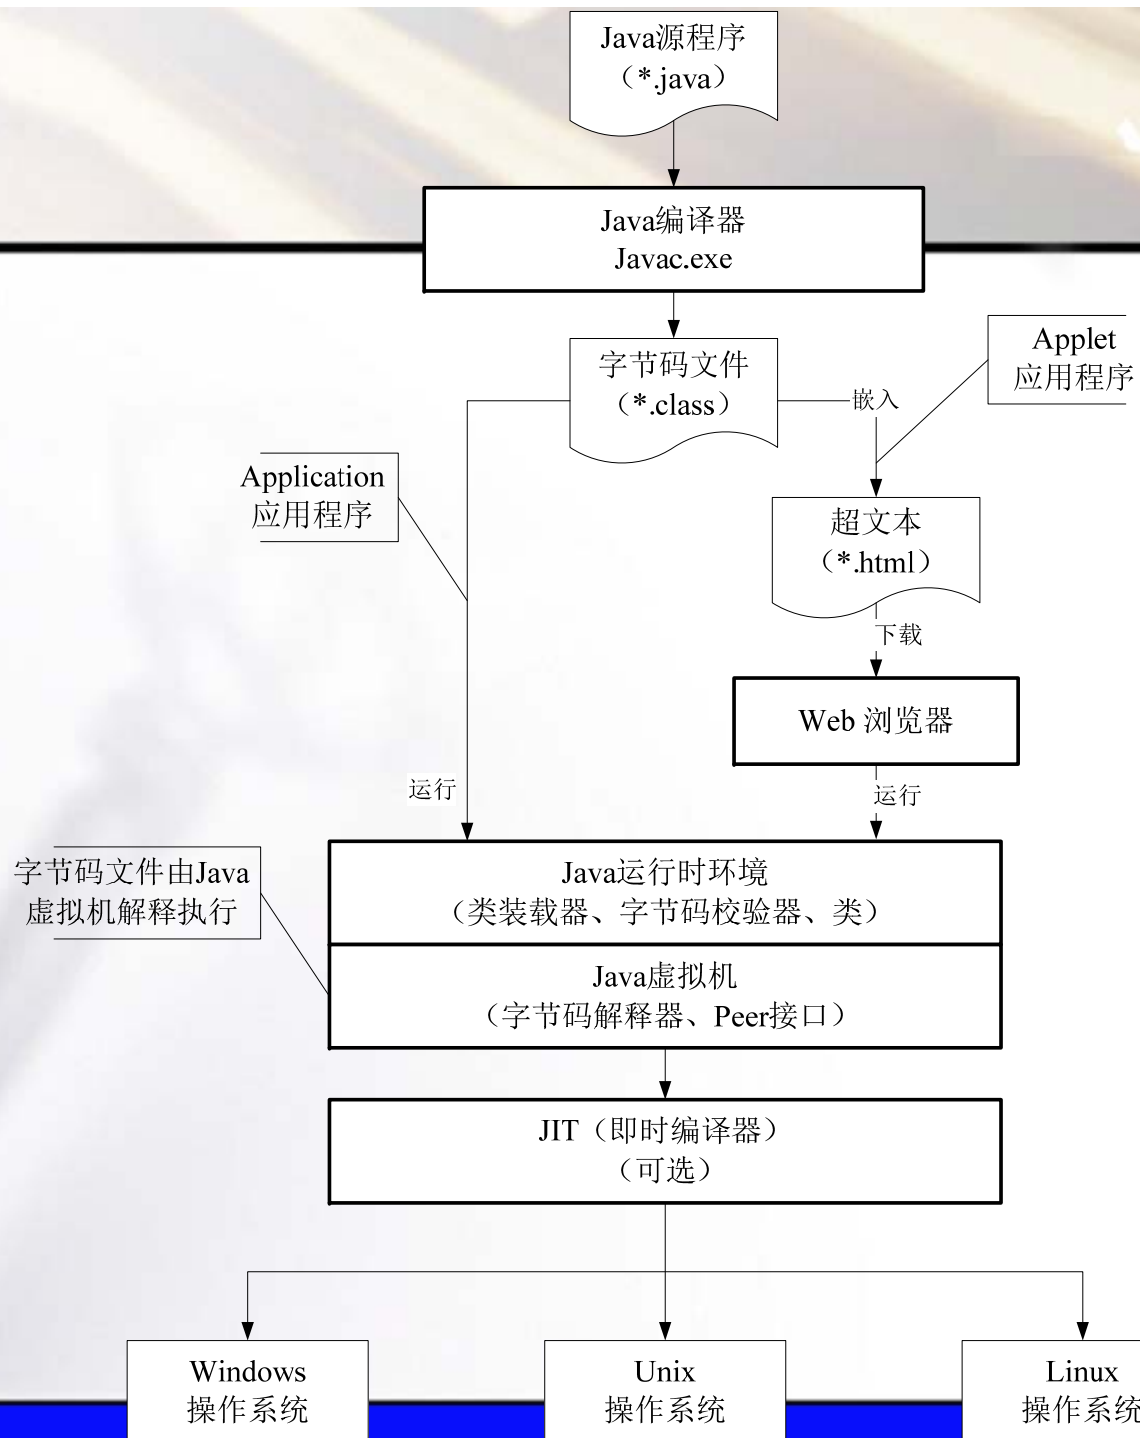 Java源程序
（*.java）
Java编译器
Javac.exe
字节码文件
（*.class）
Applet
应用程序
嵌入
Application
应用程序
超文本
（*.html）
下载
Web 浏览器
运行
运行
Java运行时环境
（类装载器、字节码校验器、类）
字节码文件由Java
虚拟机解释执行
Java虚拟机
（字节码解释器、Peer接口）
JIT（即时编译器）
（可选）
Windows
操作系统
Unix
操作系统
Linux
操作系统